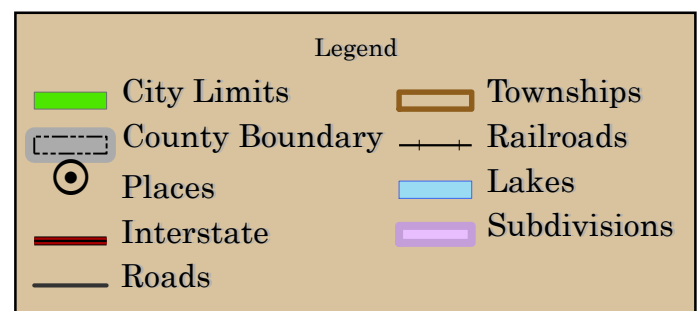 Legend
City Limits
County Boundary
Places
Interstate
Roads
Townships
Railroads
Lakes
Subdivisions